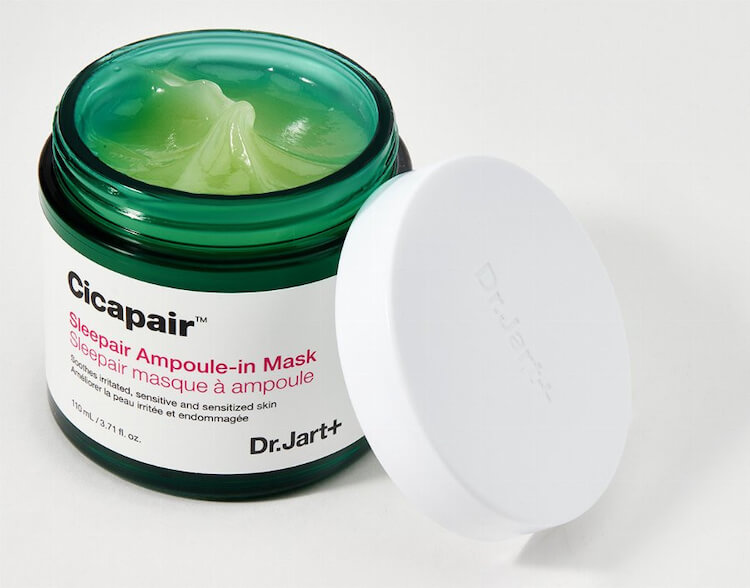 Cicapair™
Sleepair Ampoule-in Mask
Sleepair masque à ampoule
Soothes irritated, sensitive and sensitized skin
Améliorer la peau irritée et endommagée
110 mL / 3.71 fl. oz.
Dr.Jart+
Dr.Jart+